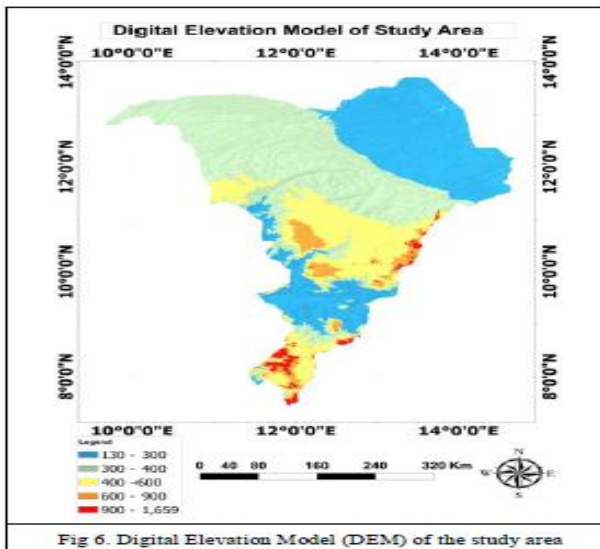 Digital Elevation Model of Study Area
10°0'0"E 12°0'0"E 14°0'0"E
14°0'0"N 14°0'0"N
12°0'0"N 12°0'0"N
10°0'0"N 10°0'0"N
8°0'0"N 8°0'0"N
10°0'0"E 12°0'0"E 14°0'0"E
Legend
130 - 300
300 - 400
400 -600
600 - 900
900 - 1,659
0 40 80 160 240 320 Km
N
W E
S
Fig 6. Digital Elevation Model (DEM) of the study area